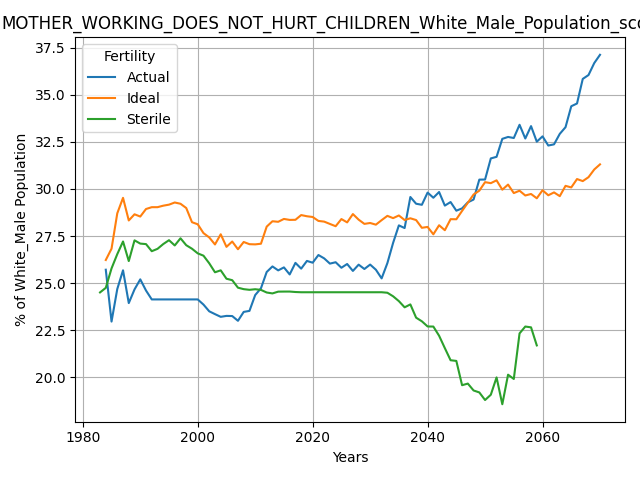 MOTHER_WORKING_DOES_NOT_HURT_CHILDREN_White_Male_Population_sco
Fertility
Actual
Ideal
Sterile
% of White_Male Population
37.5
35.0
32.5
30.0
27.5
25.0
22.5
20.0
1980
2000
2020
2040
2060
Years